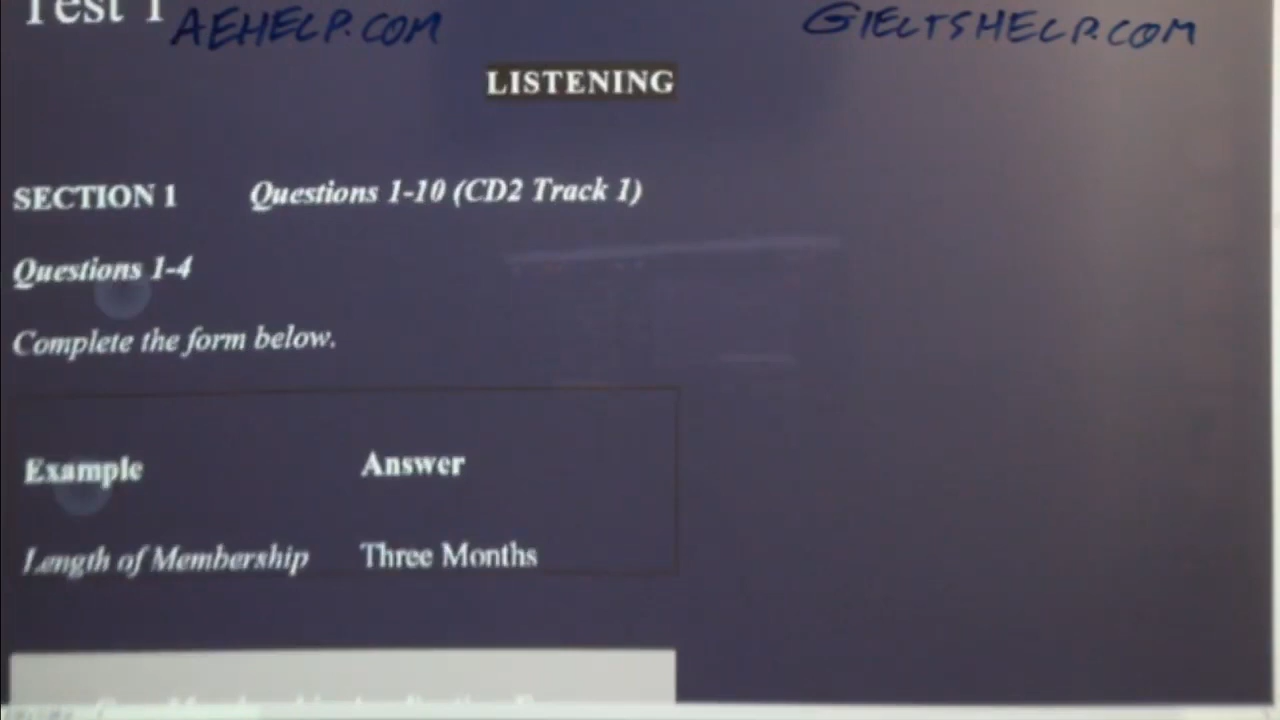 Test 1
AEHELP.COM GIELTSHELP.COM
LISTENING
SECTION 1 Questions 1-10 (CD2 Track 1)
Questions 1-4
Complete the form below.
Example Answer
Length of Membership Three Months